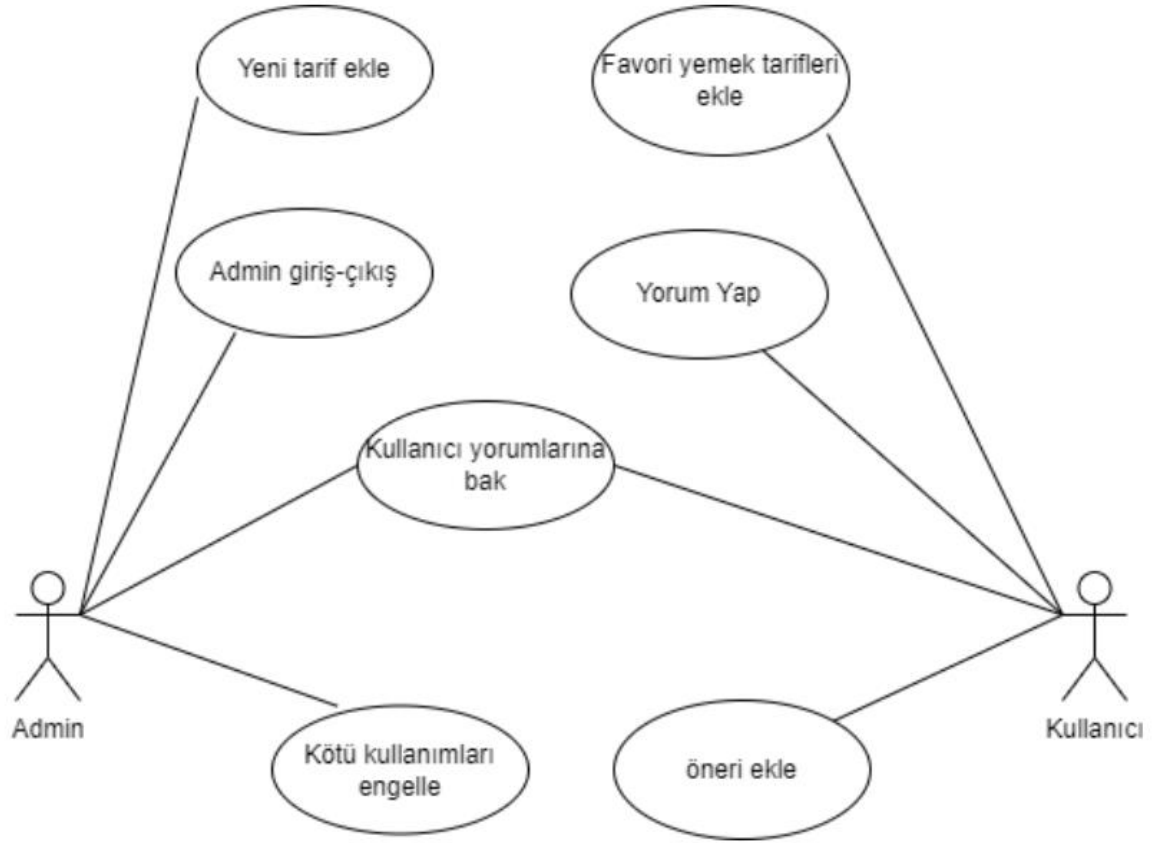 Yeni tarif ekle
Favori yemek tarifleri
ekle
Admin giriş-çıkış
Yorum Yap
Kullanıcı yorumlarına
bak
Admin
Kullanıcı
Kötü kullanımları
engelle
öneri ekle